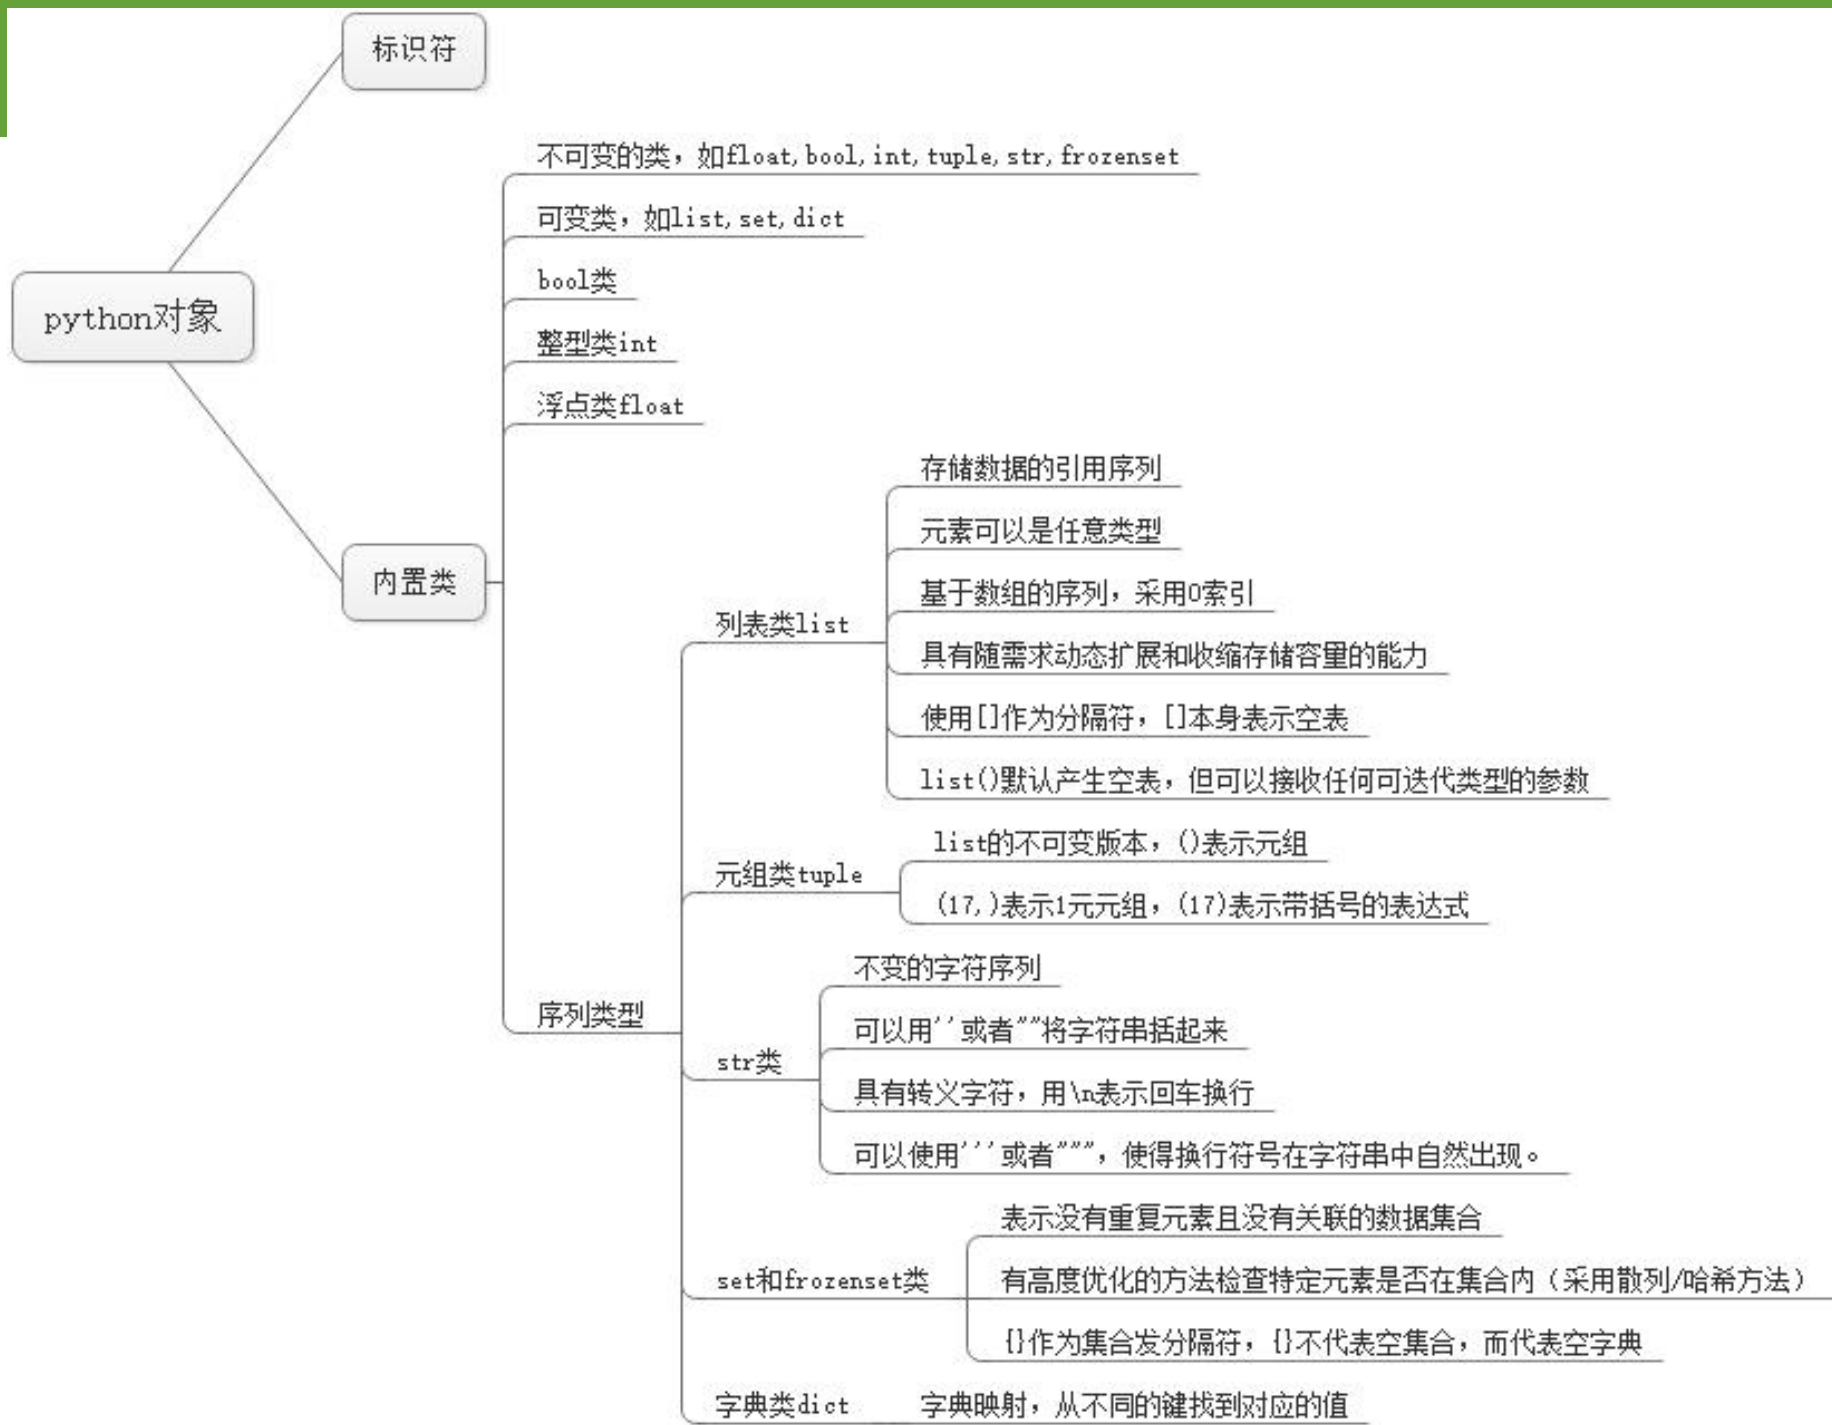 标识符
不可变的类，如float,bool,int,tuple,str,frozenset
可变类，如list,set,dict
bool类
python对象
整型类int
浮点类float
存储数据的引用序列
元素可以是任意类型
内置类
基于数组的序列，采用0索引
列表类list
具有随需求动态扩展和收缩存储容量的能力
使用[]作为分隔符，[]本身表示空表
list()默认产生空表，但可以接收任何可迭代类型的参数
list的不可变版本，()表示元组
元组类tuple
(17,)表示1元元组，(17)表示带括号的表达式
不变的字符序列
序列类型
可以用''或者""将字符串括起来
str类
具有转义字符，用\n表示回车换行
可以使用'''或者"""，使得换行符号在字符串中自然出现。
表示没有重复元素且没有关联的数据集合
set和frozenset类
有高度优化的方法检查特定元素是否在集合内（采用散列/哈希方法）
{}作为集合发分隔符，{}不代表空集合，而代表空字典
字典类dict
字典映射，从不同的键找到对应的值